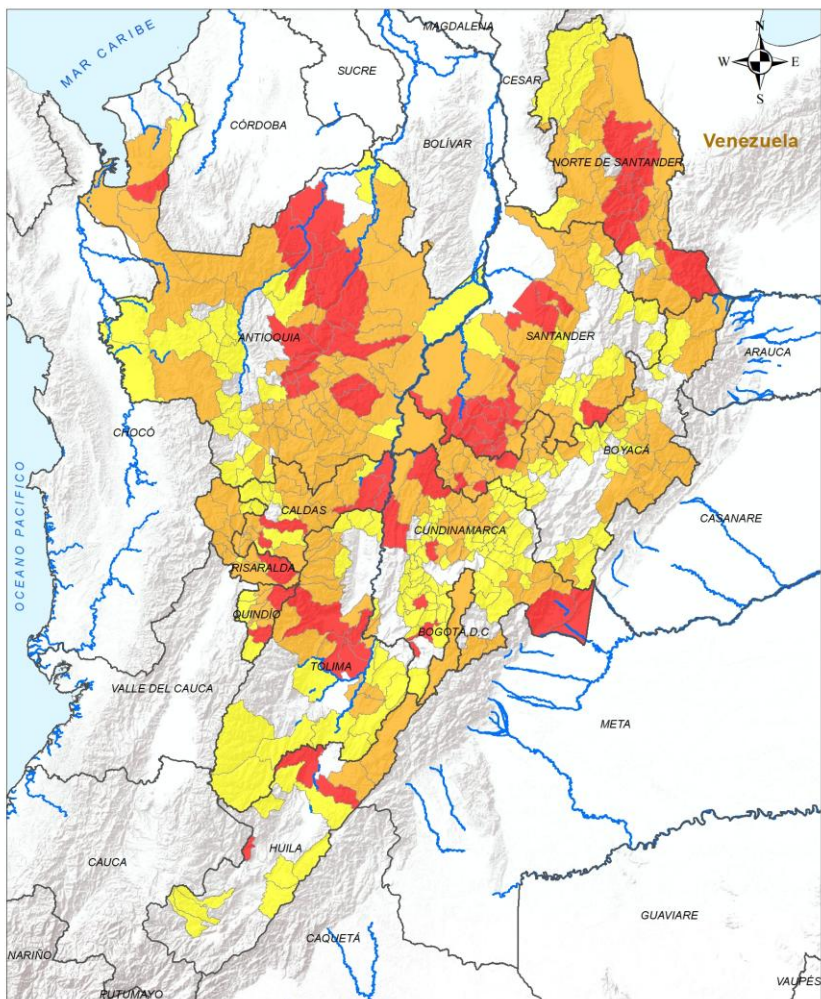 MAGDALENA
N
MAR CARIBE
SUCRE
CESAR
W
E
S
CÓRDOBA
BOLÍVAR
Venezuela
NORTE DE SANTANDER
ANTIOQUIA
SANTANDER
ARAUCA
CHOCÓ
BOYACÁ
OCEANO PACIFICO
CALDAS
CASANARE
CUNDINAMARCA
RISARALDA
QUINDÍO
BOGOTÁ D.C
TOLIMA
VALLE DEL CAUCA
META
HUILA
CAUCA
GUAVIARE
CAQUETÁ
NARIÑO
VAUPÉS
PUTUMAYO